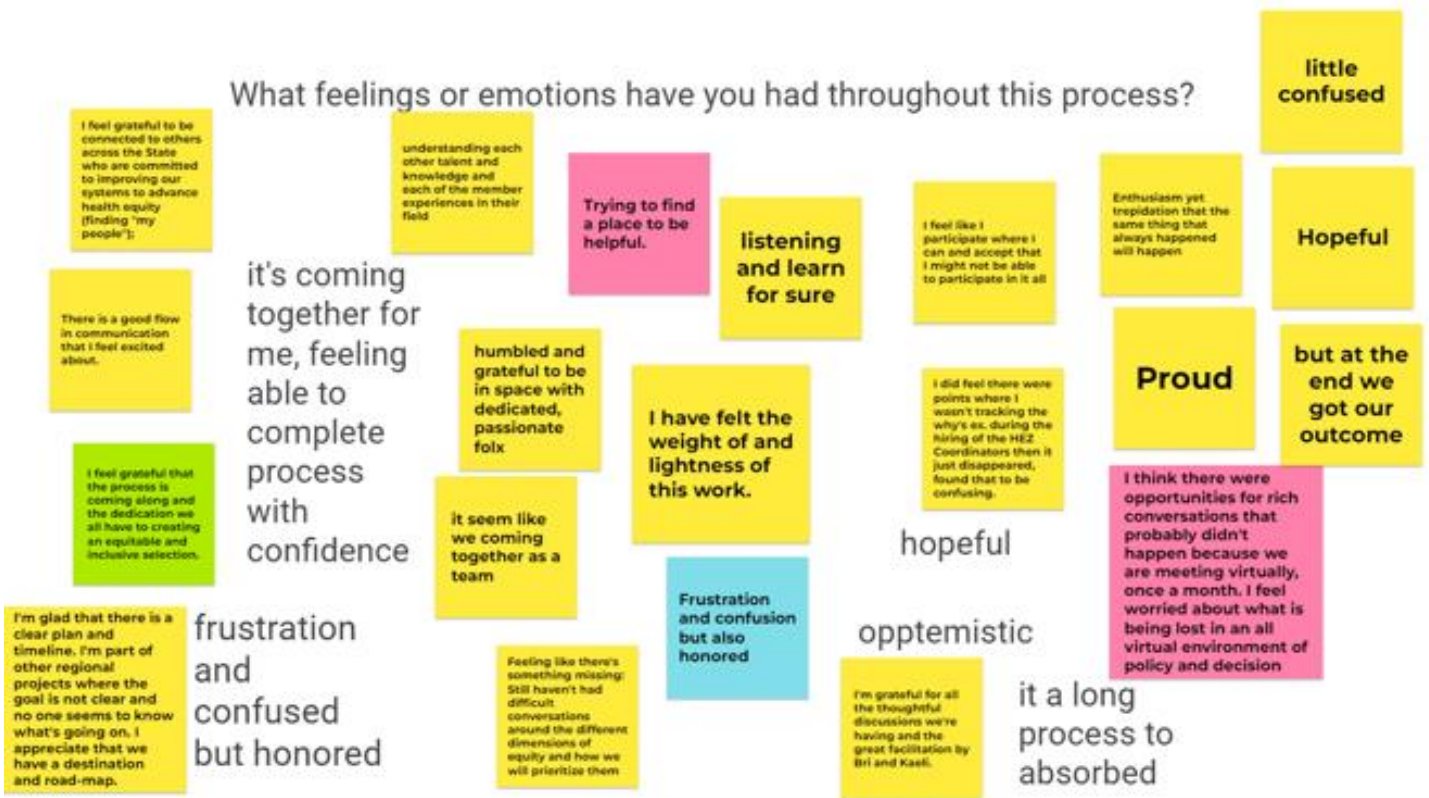 What feelings or emotions have you had throughout this process?
little
confused
I feel grateful to be
connected to others
across the State
who are committed
to improving our
systems to advance
health equity
(finding "my
people");
understanding each
other talent and
knowledge and
each of the member
experiences in their
field
Trying to find
a place to be
helpful.
listening
and learn
for sure
I feel like I
participate where I
can and accept that
I might not be able
to participate in it all
Enthusiasm yet
trepidation that the
same thing that
always happened
will happen
Hopeful
There is a good flow
in communication
that I feel excited
about.
it's coming
together for
me, feeling
able to
complete
process
with
confidence
humbled and
grateful to be
in space with
dedicated,
passionate
folx
I have felt the
weight of and
lightness of
this work.
I did feel there were
points where I
wasn't tracking the
why's ex. during the
hiring of the HEZ
Coordinators then it
just disappeared,
found that to be
confusing.
Proud
but at the
end we
got our
outcome
I feel grateful that
the process is
coming along and
the dedication we
all have to creating
an equitable and
inclusive selection.
it seem like
we coming
together as a
team
hopeful
I think there were
opportunities for rich
conversations that
probably didn't
happen because we
are meeting virtually,
once a month. I feel
worried about what is
being lost in an all
virtual environment of
policy and decision
I'm glad that there is a
clear plan and
timeline. I'm part of
other regional
projects where the
goal is not clear and
no one seems to know
what's going on. I
appreciate that we
have a destination
and road-map.
frustration
and
confused
but honored
Feeling like there's
something missing:
Still haven't had
difficult
conversations
around the different
dimensions of
equity and how we
will prioritize them
Frustration
and confusion
but also
honored
opptemistic
I'm grateful for all
the thoughtful
discussions we're
having and the
great facilitation by
Bri and Kaeli.
it a long
process to
absorbed